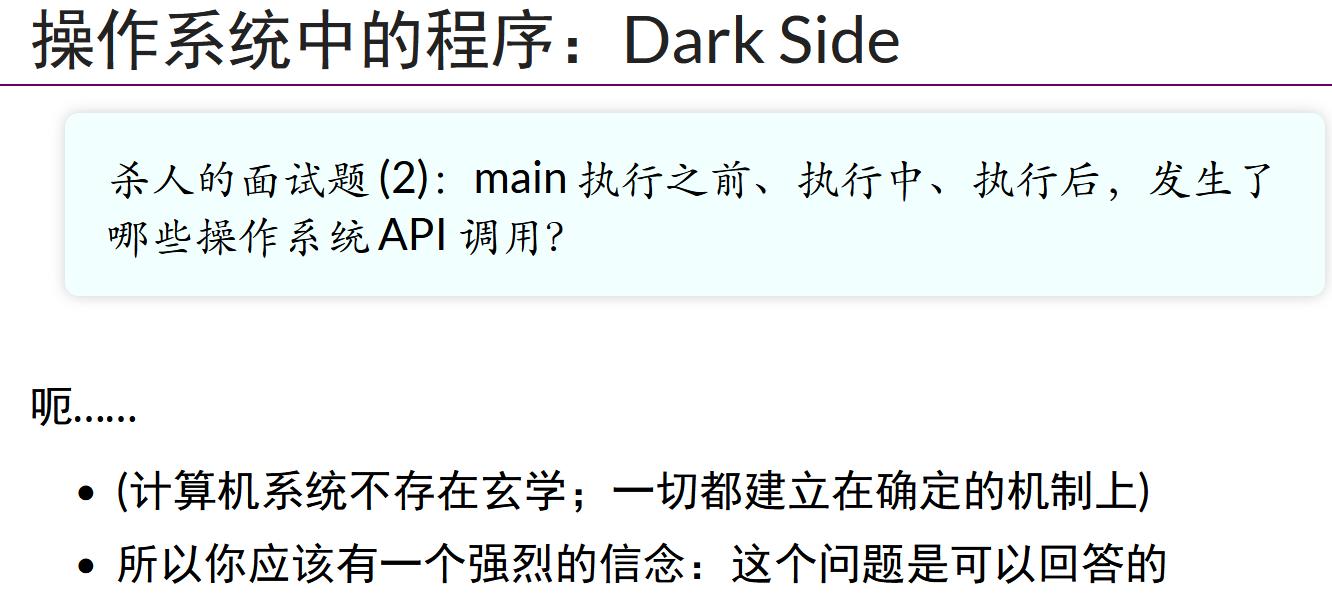 操作系统中的程序：Dark Side
杀人的面试题 (2)：main 执行之前、执行中、执行后，发生了
哪些操作系统 API 调用？
呃……
• (计算机系统不存在玄学；一切都建立在确定的机制上)
• 所以你应该有一个强烈的信念：这个问题是可以回答的